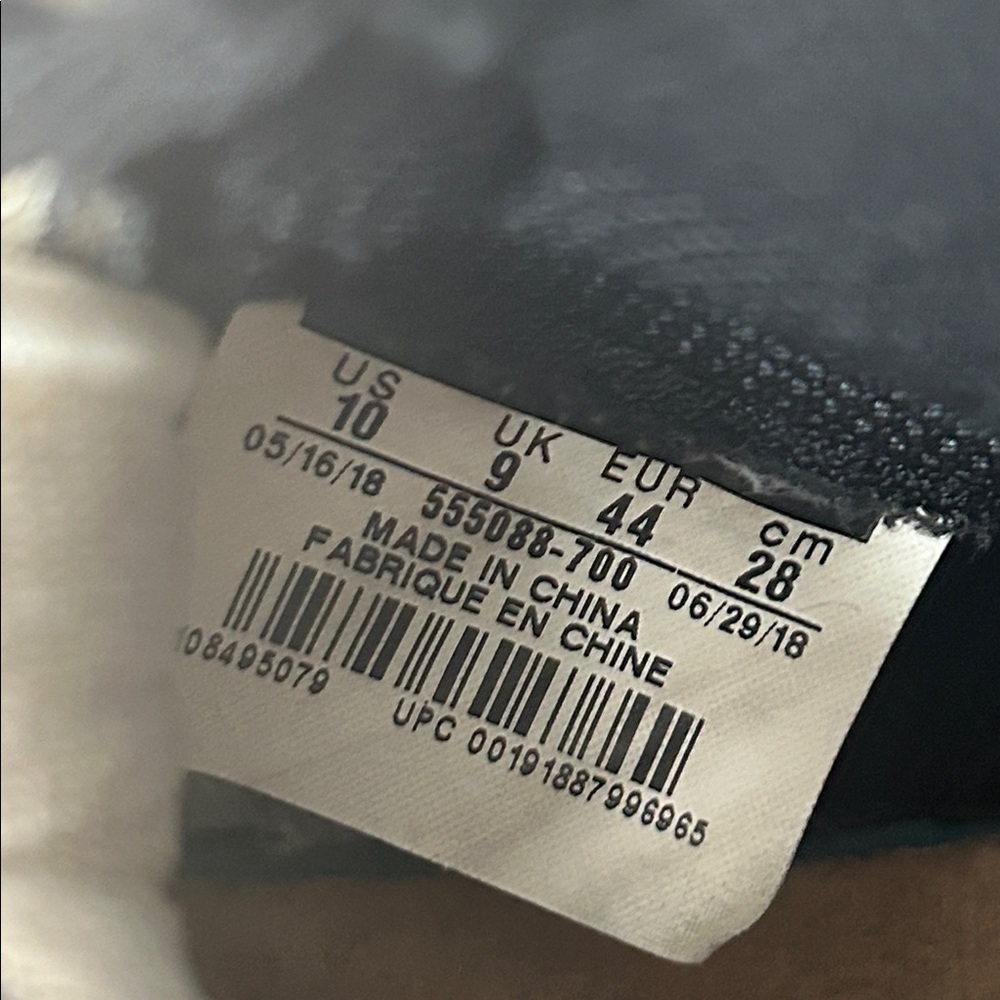 US UK EUR cm
10 9 44 28
05/16/18 555088-700 06/29/18
MADE IN CHINA
FABRIQUE EN CHINE
108495079 UPC 00191887996965